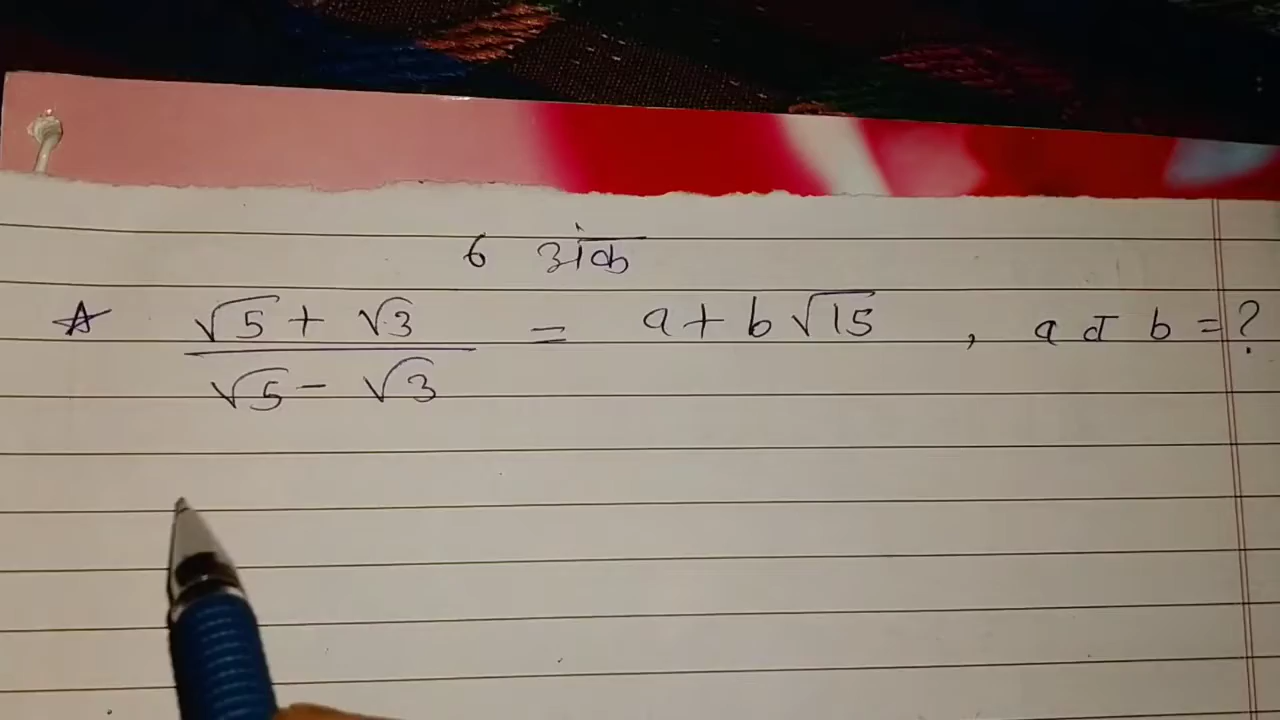 6 अंक
☆ √5 + √3 / √5 - √3 = a + b √15 , a व b = ?